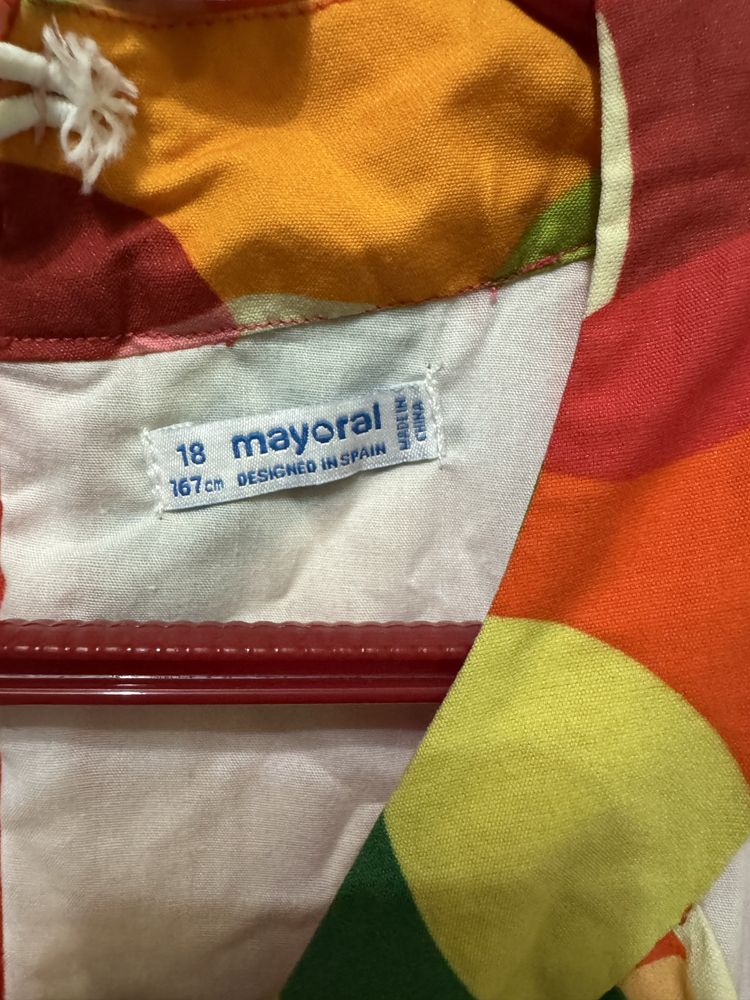 18 mayoral
167cm DESIGNED IN SPAIN
MADE IN
CHINA